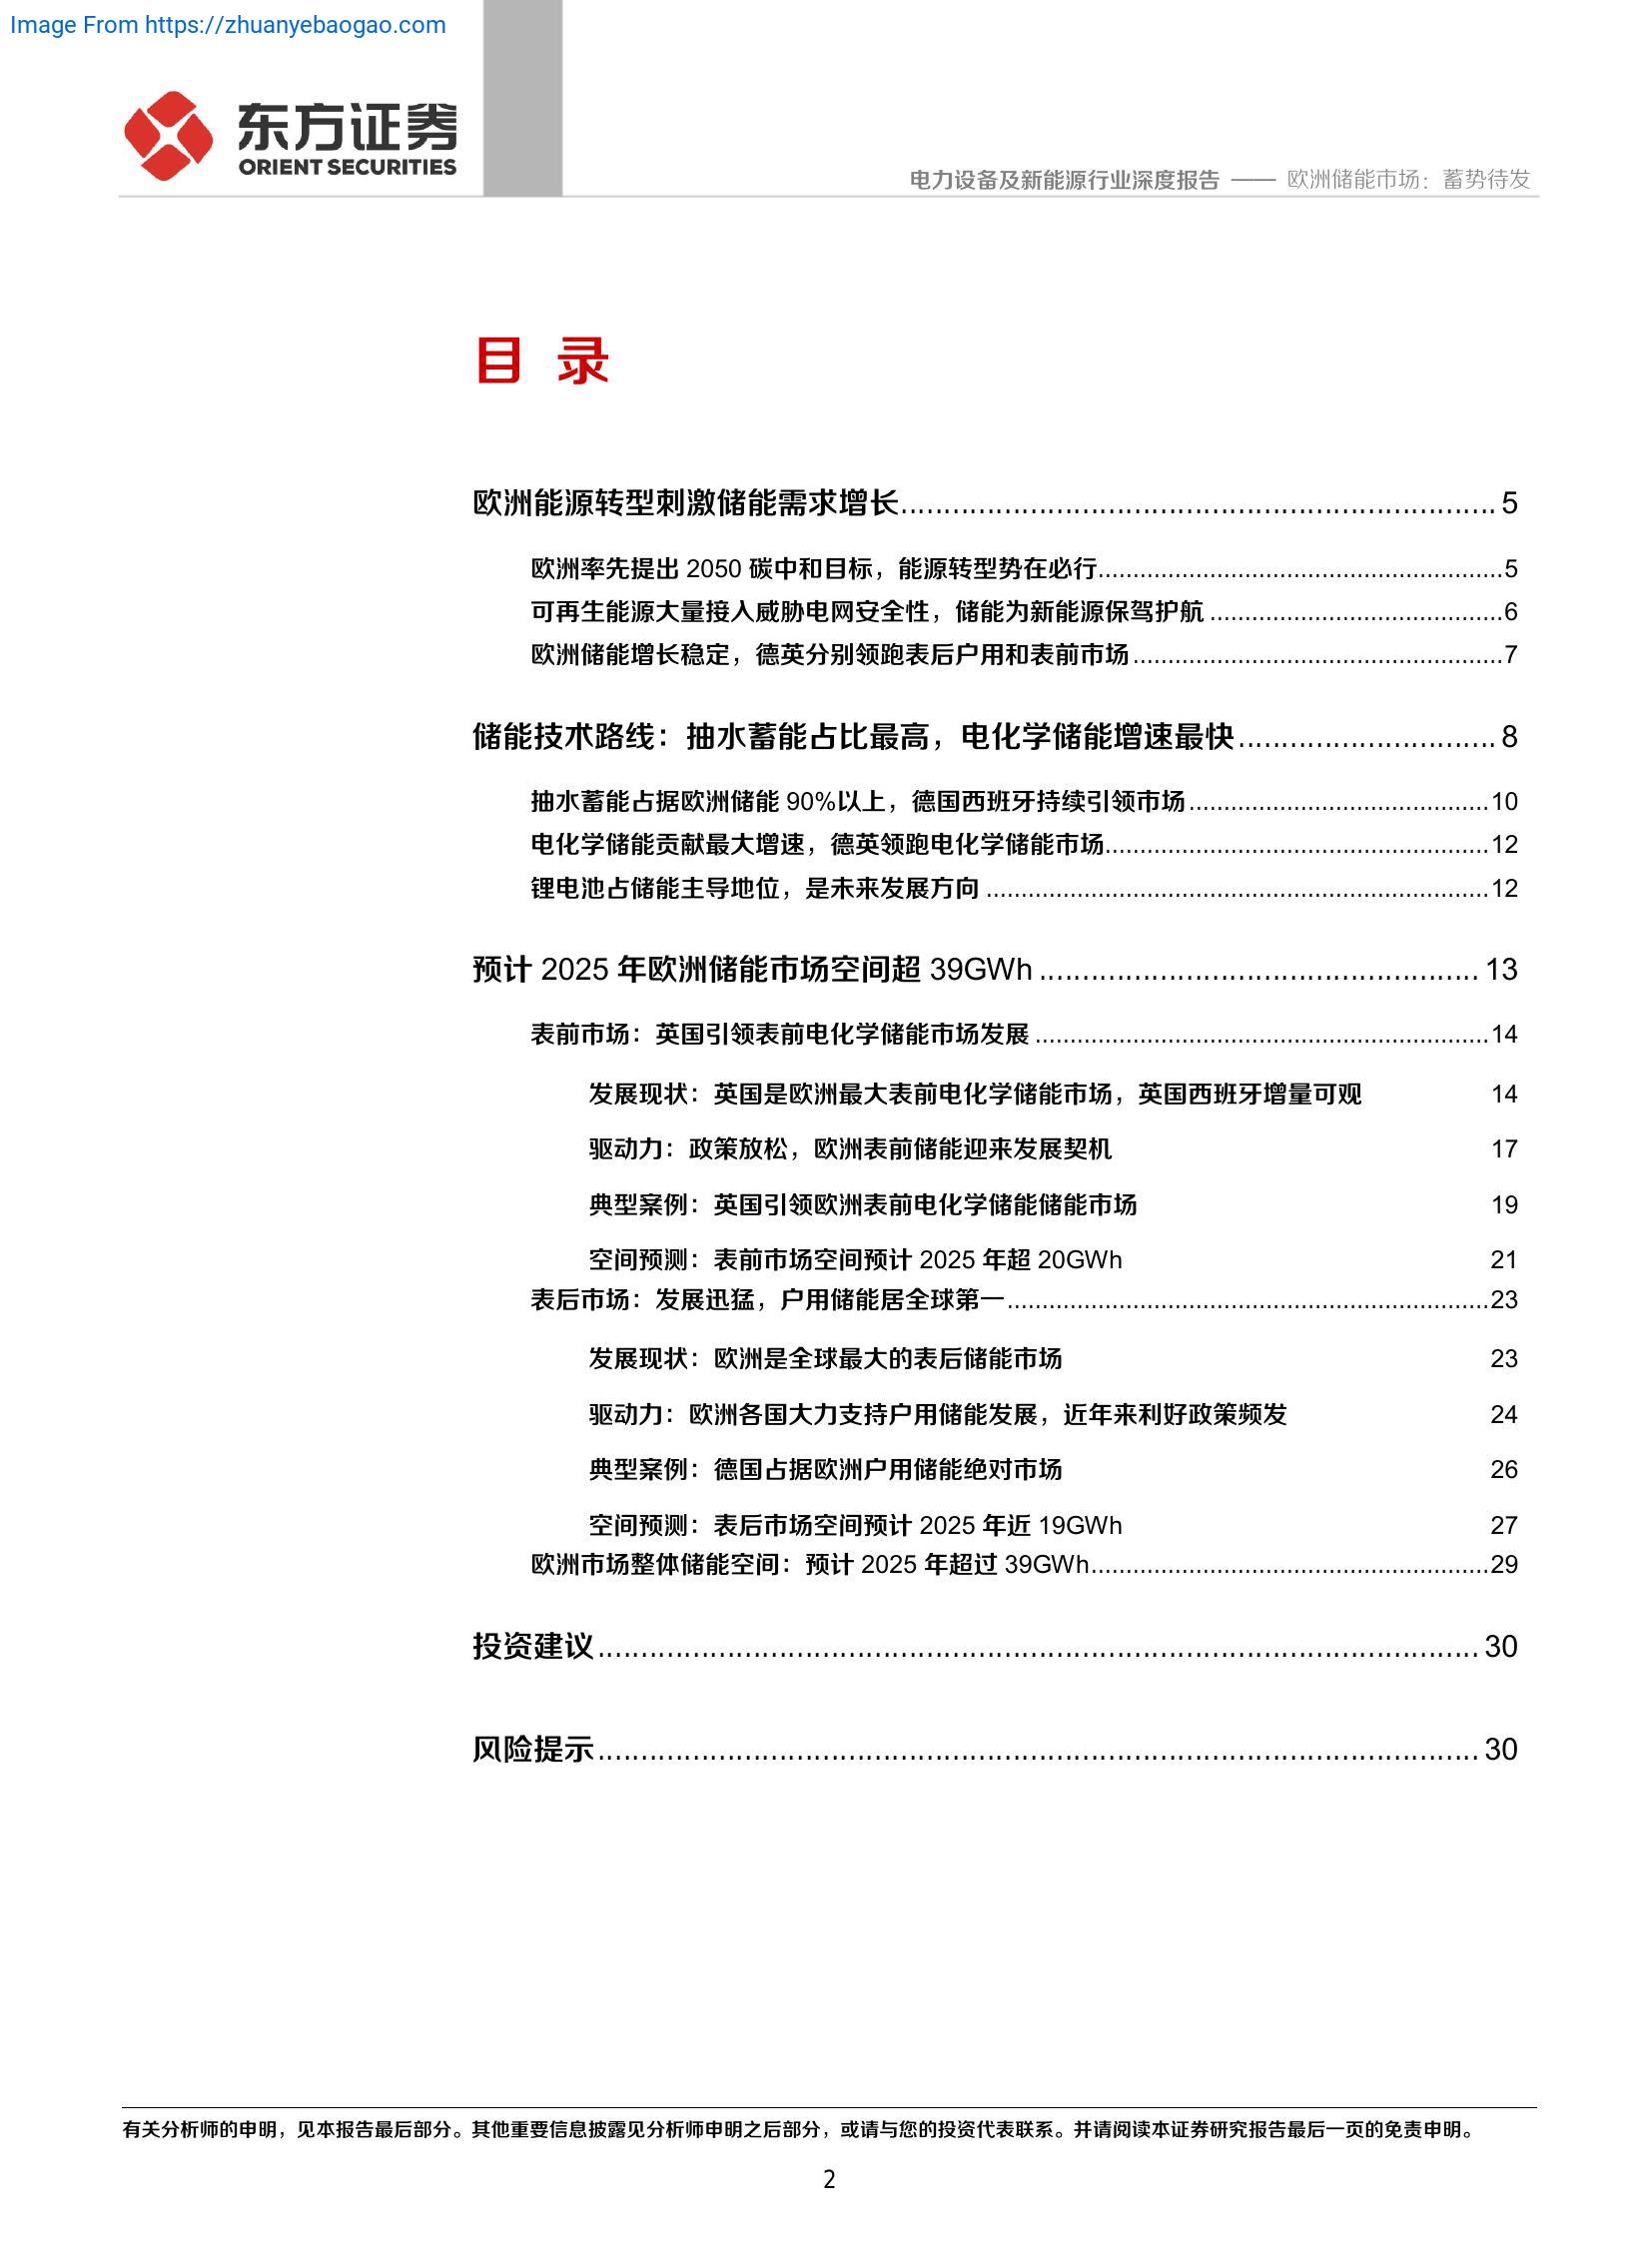 Image From https://zhuanyebaogao.com
东方证券
ORIENT SECURITIES
电力设备及新能源行业深度报告 —— 欧洲储能市场：蓄势待发
目 录
欧洲能源转型刺激储能需求增长.....................................................................5
欧洲率先提出 2050 碳中和目标，能源转型势在必行..........................................................5
可再生能源大量接入威胁电网安全性，储能为新能源保驾护航..........................................6
欧洲储能增长稳定，德英分别领跑表后户用和表前市场.....................................................7
储能技术路线：抽水蓄能占比最高，电化学储能增速最快..............................8
抽水蓄能占据欧洲储能 90%以上，德国西班牙持续引领市场...........................................10
电化学储能贡献最大增速，德英领跑电化学储能市场.......................................................12
锂电池占储能主导地位，是未来发展方向........................................................................12
预计 2025 年欧洲储能市场空间超 39GWh...................................................13
表前市场：英国引领表前电化学储能市场发展.................................................................14
发展现状：英国是欧洲最大表前电化学储能市场，英国西班牙增量可观 14
驱动力：政策放松，欧洲表前储能迎来发展契机 17
典型案例：英国引领欧洲表前电化学储能储能市场 19
空间预测：表前市场空间预计 2025 年超 20GWh 21
表后市场：发展迅猛，户用储能居全球第一.....................................................................23
发展现状：欧洲是全球最大的表后储能市场 23
驱动力：欧洲各国大力支持户用储能发展，近年来利好政策频发 24
典型案例：德国占据欧洲户用储能绝对市场 26
空间预测：表后市场空间预计 2025 年近 19GWh 27
欧洲市场整体储能空间：预计 2025 年超过 39GWh.........................................................29
投资建议......................................................................................................30
风险提示......................................................................................................30
有关分析师的申明，见本报告最后部分。其他重要信息披露见分析师申明之后部分，或请与您的投资代表联系。并请阅读本证券研究报告最后一页的免责申明。
2